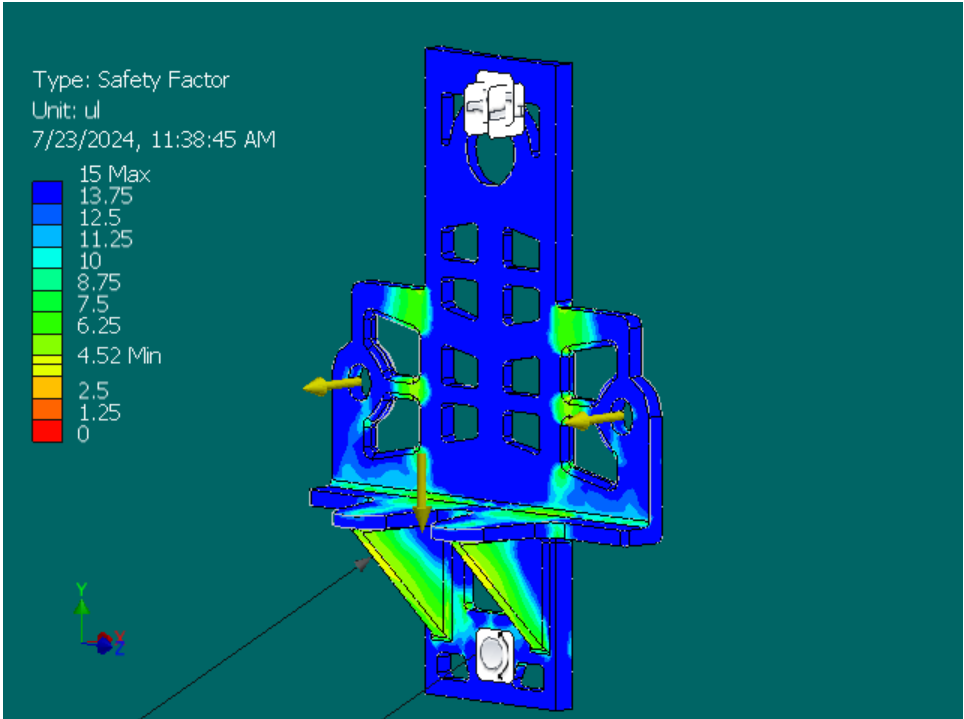 Type: Safety Factor
Unit: ul
7/23/2024, 11:38:45 AM
15 Max
13.75
12.5
11.25
10
8.75
7.5
6.25
4.52 Min
2.5
1.25
0
Y
X
Z